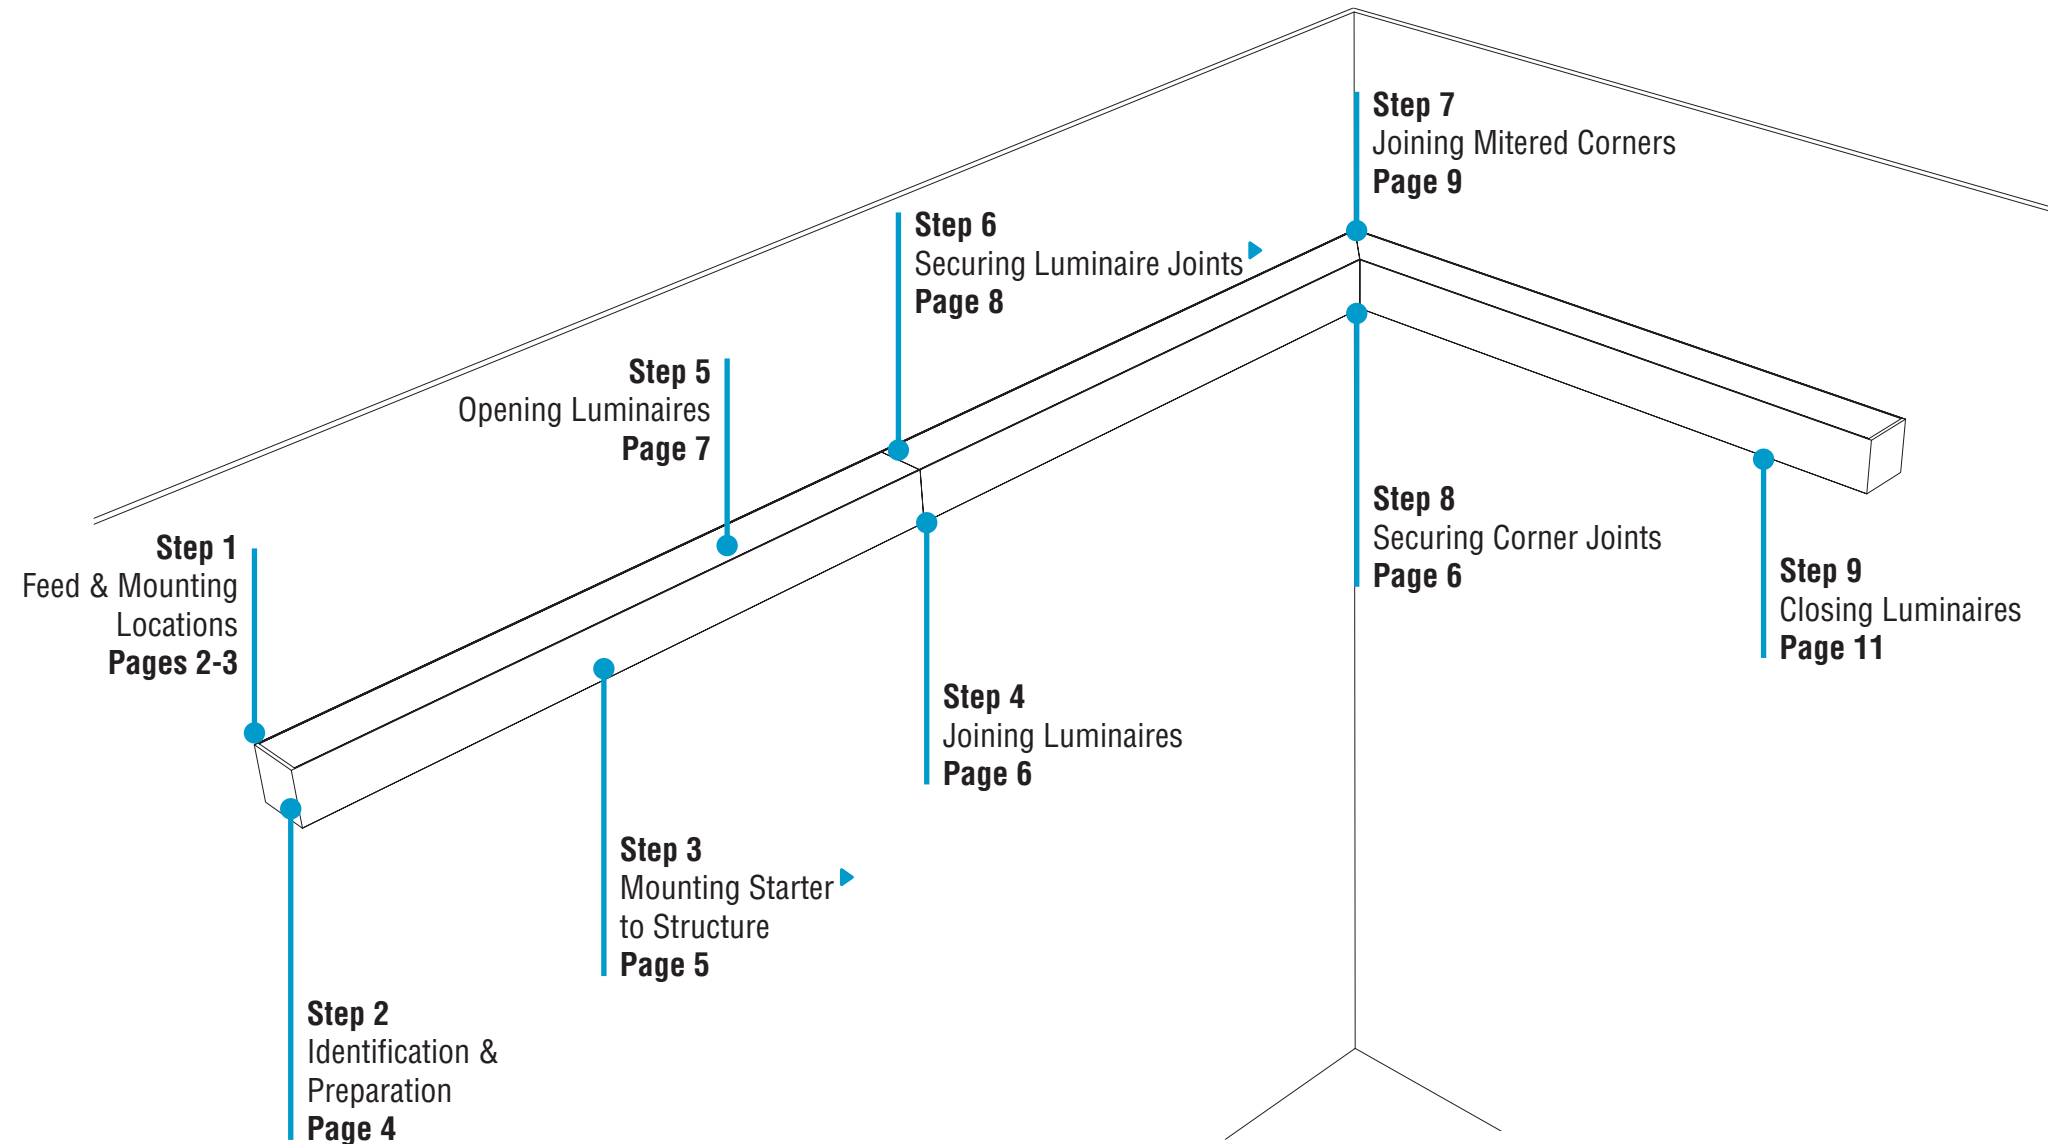 Step 1
Feed & Mounting
Locations
Pages 2-3
Step 2
Identification &
Preparation
Page 4
Step 3
Mounting Starter
to Structure
Page 5
Step 4
Joining Luminaires
Page 6
Step 5
Opening Luminaires
Page 7
Step 6
Securing Luminaire Joints
Page 8
Step 7
Joining Mitered Corners
Page 9
Step 8
Securing Corner Joints
Page 6
Step 9
Closing Luminaires
Page 11